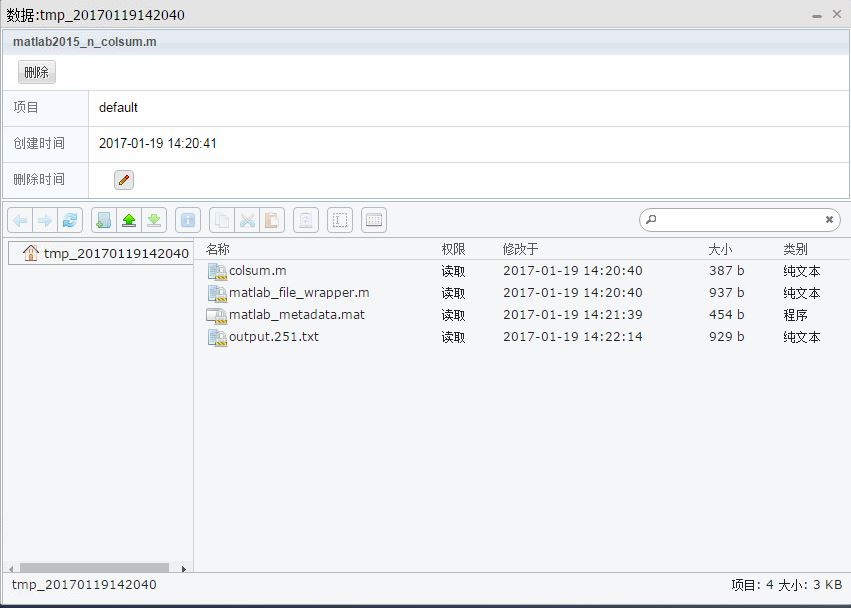 数据:tmp_20170119142040
matlab2015_n_colsum.m
删除
项目 default
创建时间 2017-01-19 14:20:41
删除时间
tmp_20170119142040
名称 权限 修改于 大小 类别
colsum.m 读取 2017-01-19 14:20:40 387 b 纯文本
matlab_file_wrapper.m 读取 2017-01-19 14:20:40 937 b 纯文本
matlab_metadata.mat 读取 2017-01-19 14:21:39 454 b 程序
output.251.txt 读取 2017-01-19 14:22:14 929 b 纯文本
tmp_20170119142040 项目: 4 大小: 3 KB